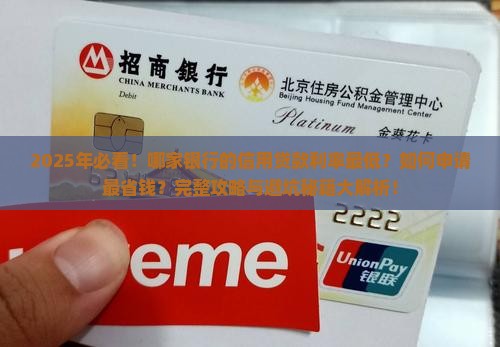 招商银行
CHINA MERCHANTS BANK
Debit
北京住房公积金管理中心
Beijing Housing Fund Management Center
金葵花卡
2025年必看！哪家银行的信用贷款利率最低？如何申请
最省钱？完整攻略与避坑秘籍大解析！
2222
eme
UnionPay
银联